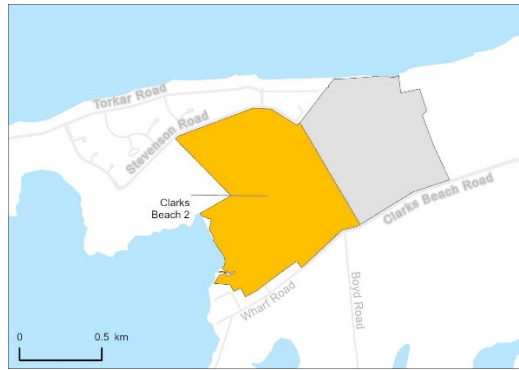 Torkar Road
Stevenson Road
Clarks
Beach 2
Clarks Beach Road
Wharf Road
Boyd Road
0 0.5 km